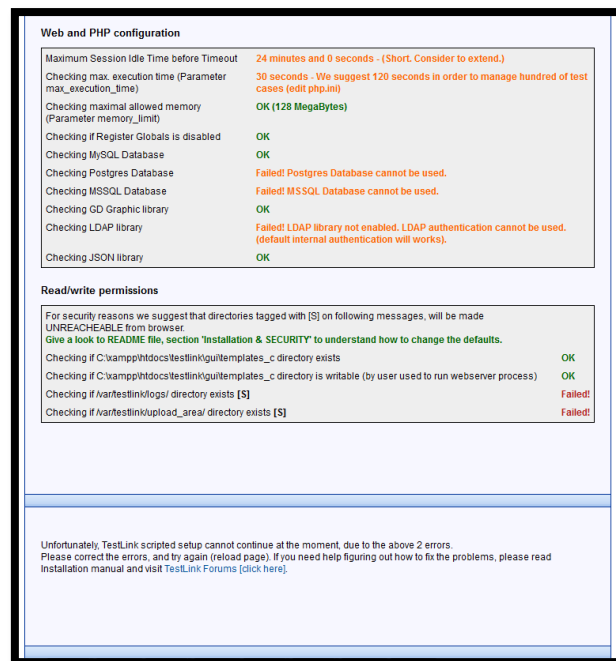 Web and PHP configuration
Maximum Session Idle Time before Timeout 24 minutes and 0 seconds - (Short. Consider to extend.)
Checking max. execution time (Parameter 30 seconds - We suggest 120 seconds in order to manage hundred of test
max_execution_time) cases (edit php.ini)
Checking maximal allowed memory OK (128 MegaBytes)
(Parameter memory_limit)
Checking if Register Globals is disabled OK
Checking MySQL Database OK
Checking Postgres Database Failed! Postgres Database cannot be used.
Checking MSSQL Database Failed! MSSQL Database cannot be used.
Checking GD Graphic library OK
Checking LDAP library Failed! LDAP library not enabled. LDAP authentication cannot be used.
(default internal authentication will works).
Checking JSON library OK
Read/write permissions
For security reasons we suggest that directories tagged with [S] on following messages, will be made
UNREACHEABLE from browser.
Give a look to README file, section 'Installation & SECURITY' to understand how to change the defaults.
Checking if C:\xampp\htdocs\testlink\gui\templates_c directory exists OK
Checking if C:\xampp\htdocs\testlink\gui\templates_c directory is writable (by user used to run webserver process) OK
Checking if /var/testlink/logs/ directory exists [S] Failed!
Checking if /var/testlink/upload_area/ directory exists [S] Failed!
Unfortunately, TestLink scripted setup cannot continue at the moment, due to the above 2 errors.
Please correct the errors, and try again (reload page). If you need help figuring out how to fix the problems, please read
Installation manual and visit TestLink Forums [click here].